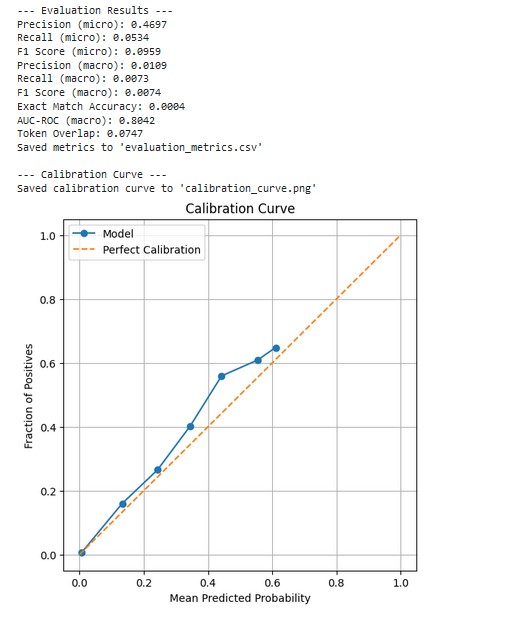 --- Evaluation Results ---
Precision (micro): 0.4697
Recall (micro): 0.0534
F1 Score (micro): 0.0959
Precision (macro): 0.0109
Recall (macro): 0.0073
F1 Score (macro): 0.0074
Exact Match Accuracy: 0.0004
AUC-ROC (macro): 0.8042
Token Overlap: 0.0747
Saved metrics to 'evaluation_metrics.csv'
--- Calibration Curve ---
Saved calibration curve to 'calibration_curve.png'
Calibration Curve
Model
Perfect Calibration
1.0
0.8
0.6
0.4
0.2
0.0
Fraction of Positives
0.0 0.2 0.4 0.6 0.8 1.0
Mean Predicted Probability